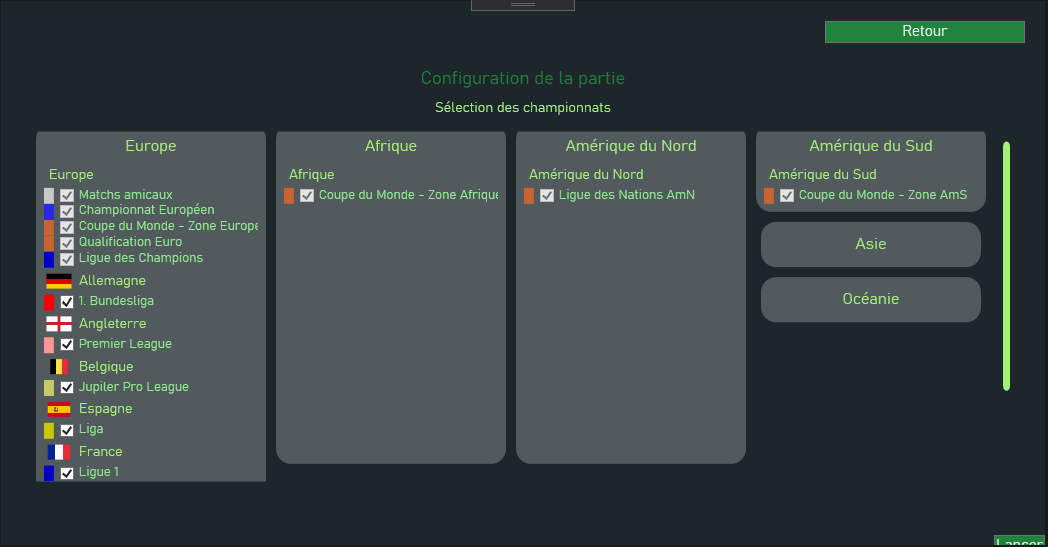 Retour
Configuration de la partie
Sélection des championnats
Europe
Europe
Matchs amicaux
Championnat Européen
Coupe du Monde - Zone Europe
Qualification Euro
Ligue des Champions
Allemagne
1. Bundesliga
Angleterre
Premier League
Belgique
Jupiler Pro League
Espagne
Liga
France
Ligue 1
Afrique
Afrique
Coupe du Monde - Zone Afrique
Amérique du Nord
Amérique du Nord
Ligue des Nations AmN
Amérique du Sud
Amérique du Sud
Coupe du Monde - Zone AmS
Asie
Océanie
Lancer